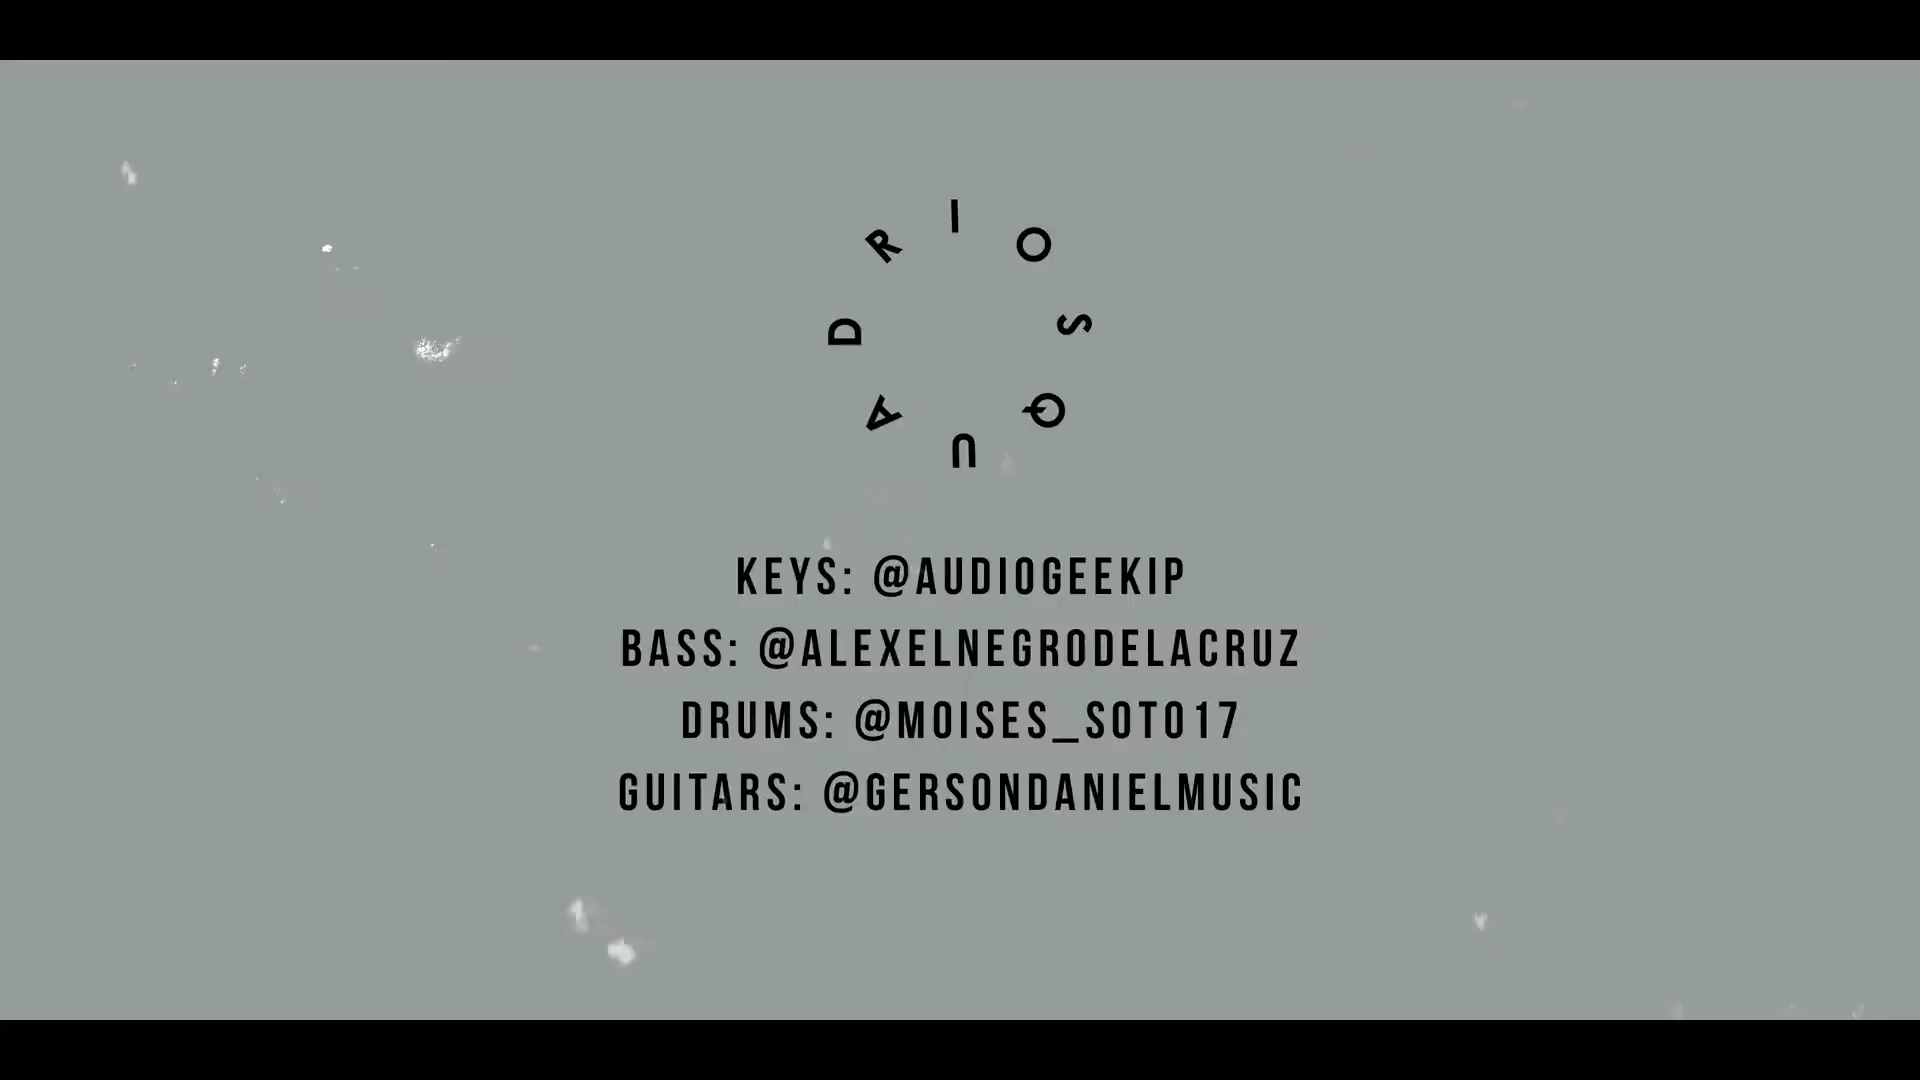 QUADRIOS
KEYS: @AUDIOGEEKIP
BASS: @ALEXELNEGRODELACRUZ
DRUMS: @MOISES_SOTO17
GUITARS: @GERSONDANIELMUSIC